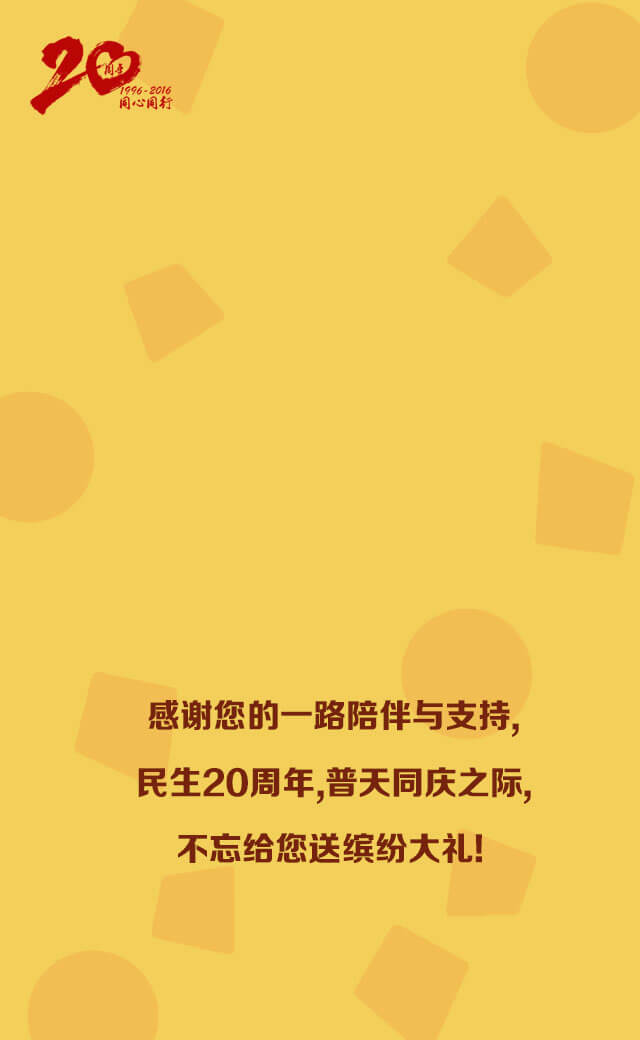 20周年
1996-2016
同心同行
感谢您的一路陪伴与支持,
民生20周年,普天同庆之际,
不忘给您送缤纷大礼!